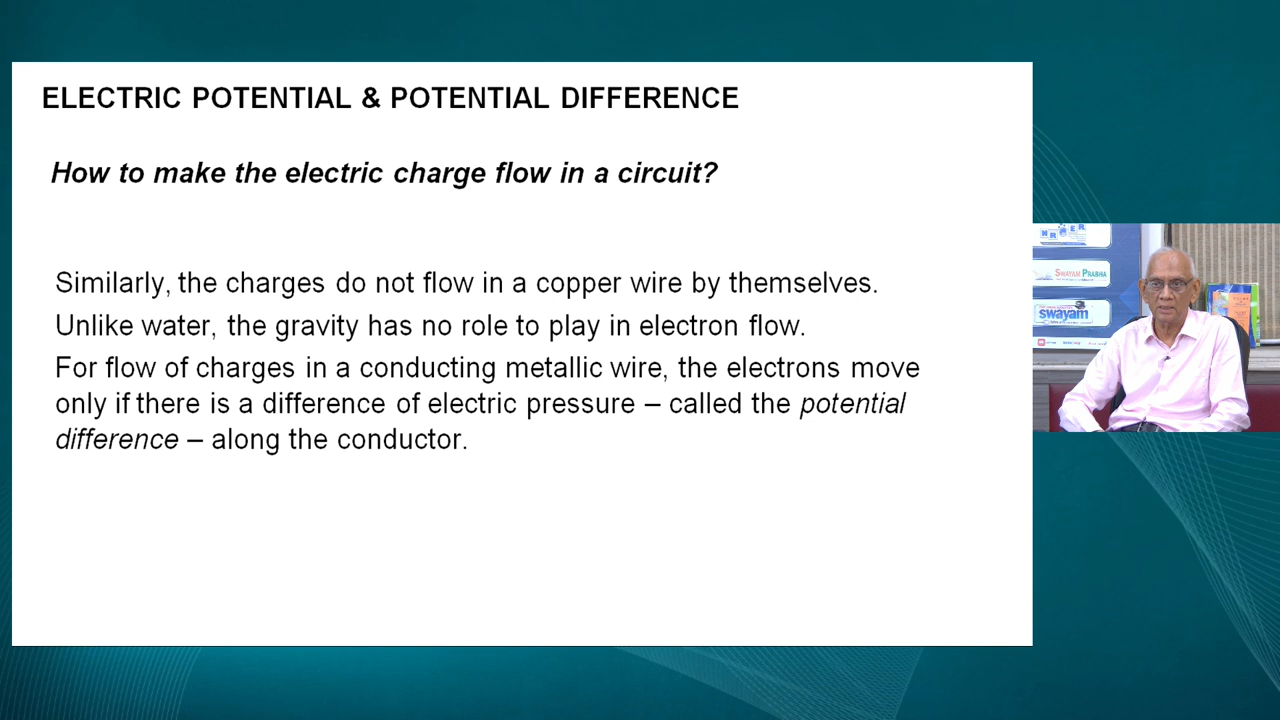 ELECTRIC POTENTIAL & POTENTIAL DIFFERENCE
How to make the electric charge flow in a circuit?
Similarly, the charges do not flow in a copper wire by themselves.
Unlike water, the gravity has no role to play in electron flow.
For flow of charges in a conducting metallic wire, the electrons move
only if there is a difference of electric pressure – called the potential
difference – along the conductor.
SWAYAM PRABHA
swayam